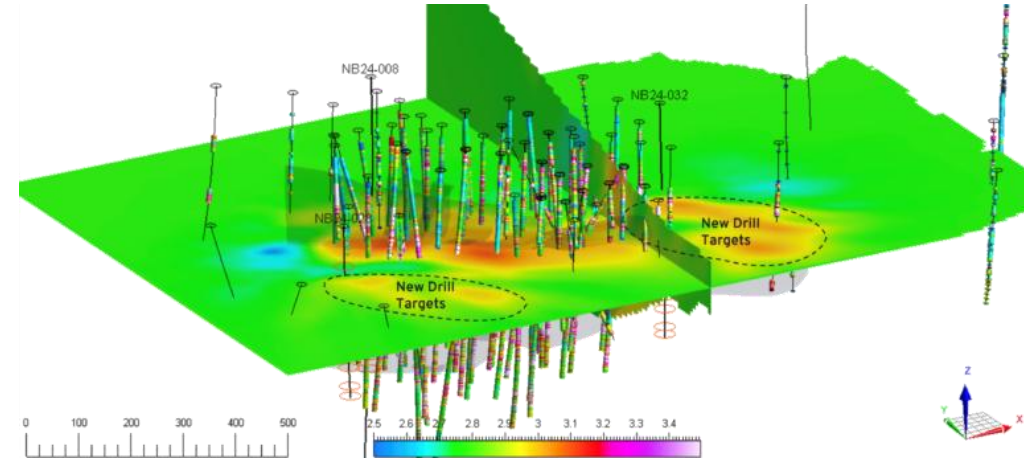 NB24-008
NB24-032
New Drill
Targets
New Drill
Targets
Z
Y
X
0 100 200 300 400 500
2.5 2.6 2.7 2.8 2.9 3 3.1 3.2 3.3 3.4